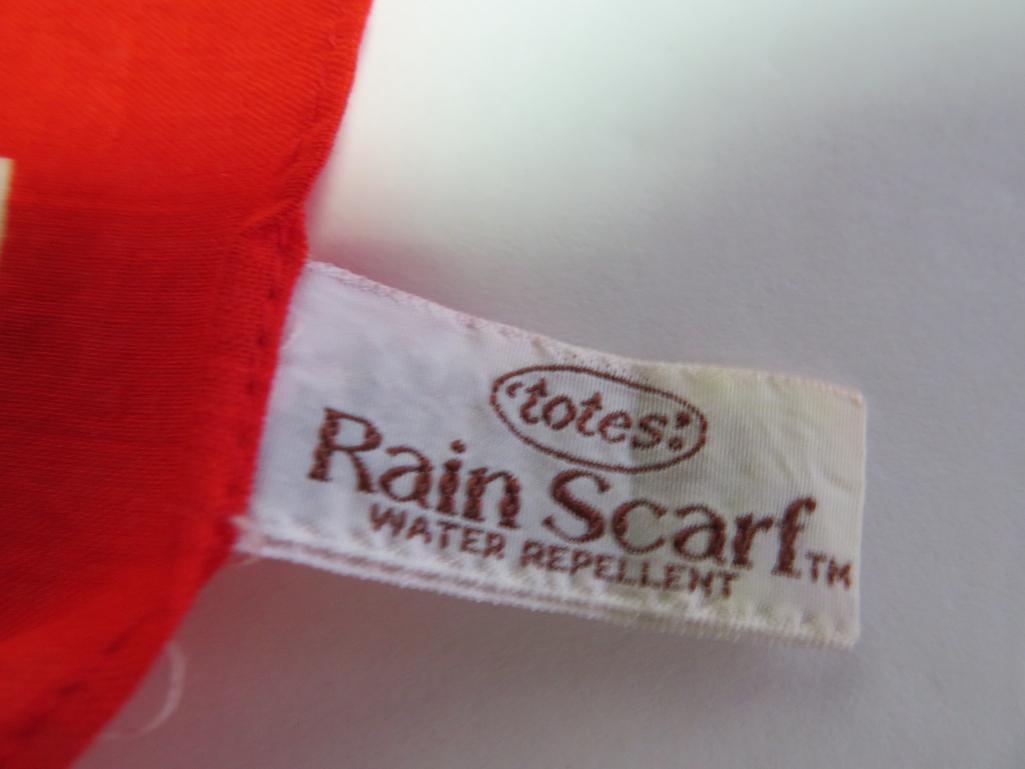 'totes:'
Rain Scarf™
WATER REPELLENT